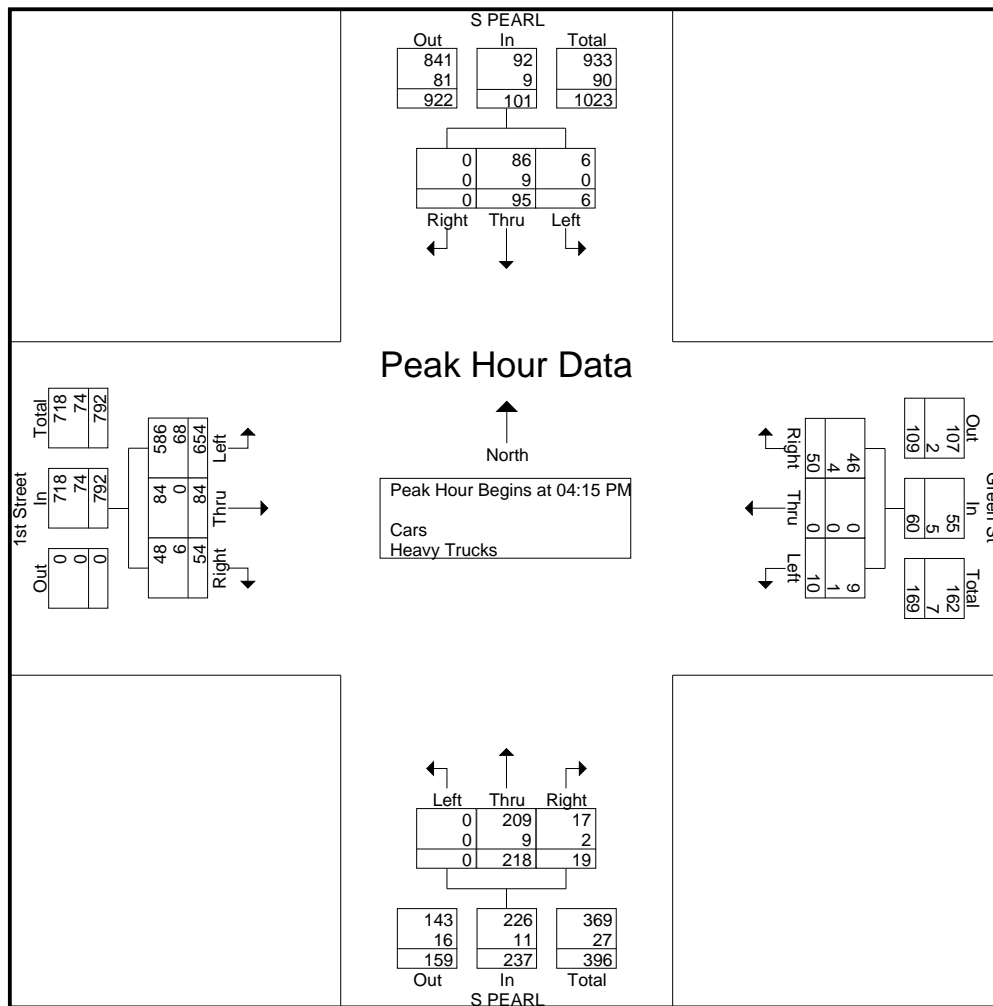 S PEARL
Out In Total
841 92 933
81 9 90
922 101 1023
0 86 6
0 9 0
0 95 6
Right Thru Left
Peak Hour Data
North
Peak Hour Begins at 04:15 PM
Cars
Heavy Trucks
1st Street
Out In Total
0 718 718
0 74 74
0 792 792
Right Thru Left
48 84 586
6 0 68
54 84 654
Green St
Out In Total
107 55 162
2 5 7
109 60 169
46 0 9
4 0 1
50 0 10
Right Thru Left
Left Thru Right
0 209 17
0 9 2
0 218 19
143 226 369
16 11 27
159 237 396
Out In Total
S PEARL